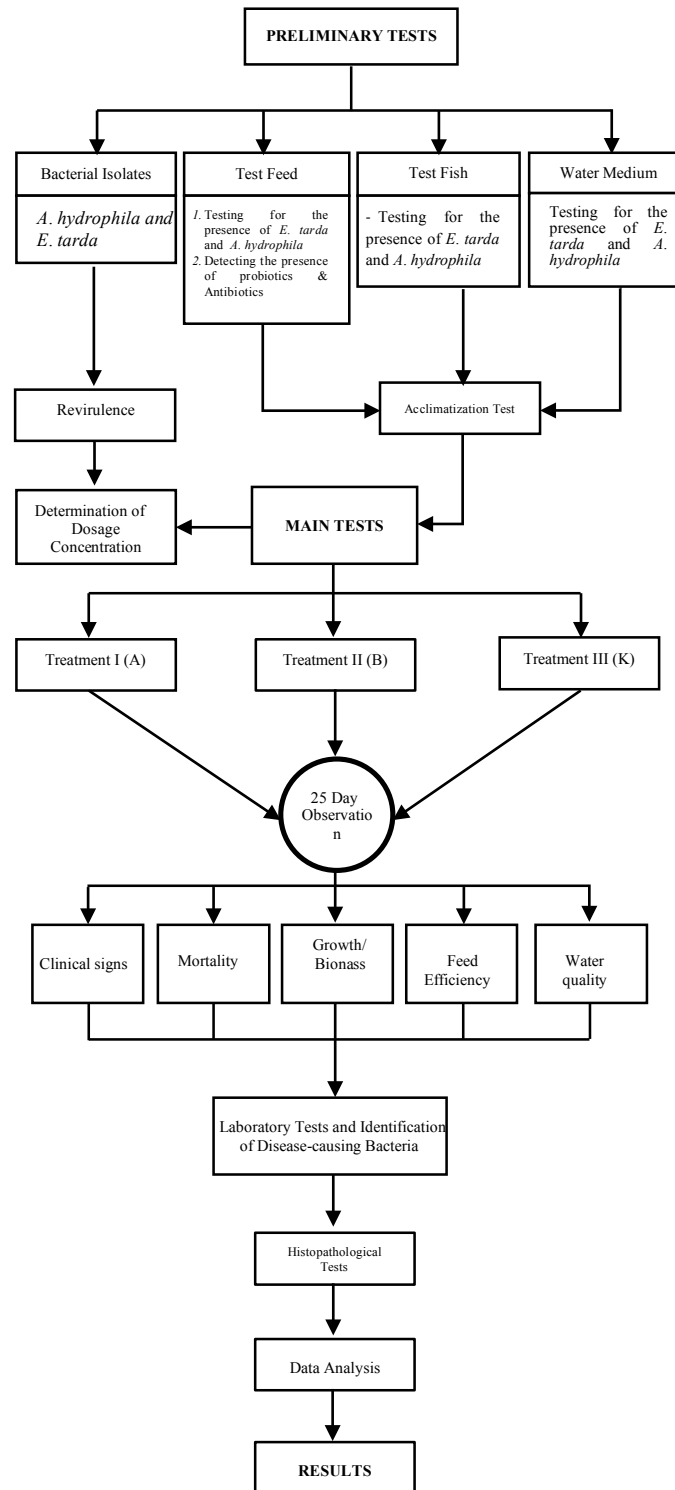 PRELIMINARY TESTS
Bacterial Isolates
A. hydrophila and
E. tarda
Test Feed
1. Testing for the
presence of E. tarda
and A. hydrophila
2. Detecting the presence
of probiotics &
Antibiotics
Test Fish
- Testing for the
presence of E. tarda
and A. hydrophila
Water Medium
Testing for the
presence of E.
tarda and A.
hydrophila
Revirulence
Acclimatization Test
Determination of
Dosage
Concentration
MAIN TESTS
Treatment I (A)
Treatment II (B)
Treatment III (K)
25 Day
Observatio
n
Clinical signs
Mortality
Growth/
Bionass
Feed
Efficiency
Water
quality
Laboratory Tests and Identification
of Disease-causing Bacteria
Histopathological
Tests
Data Analysis
RESULTS